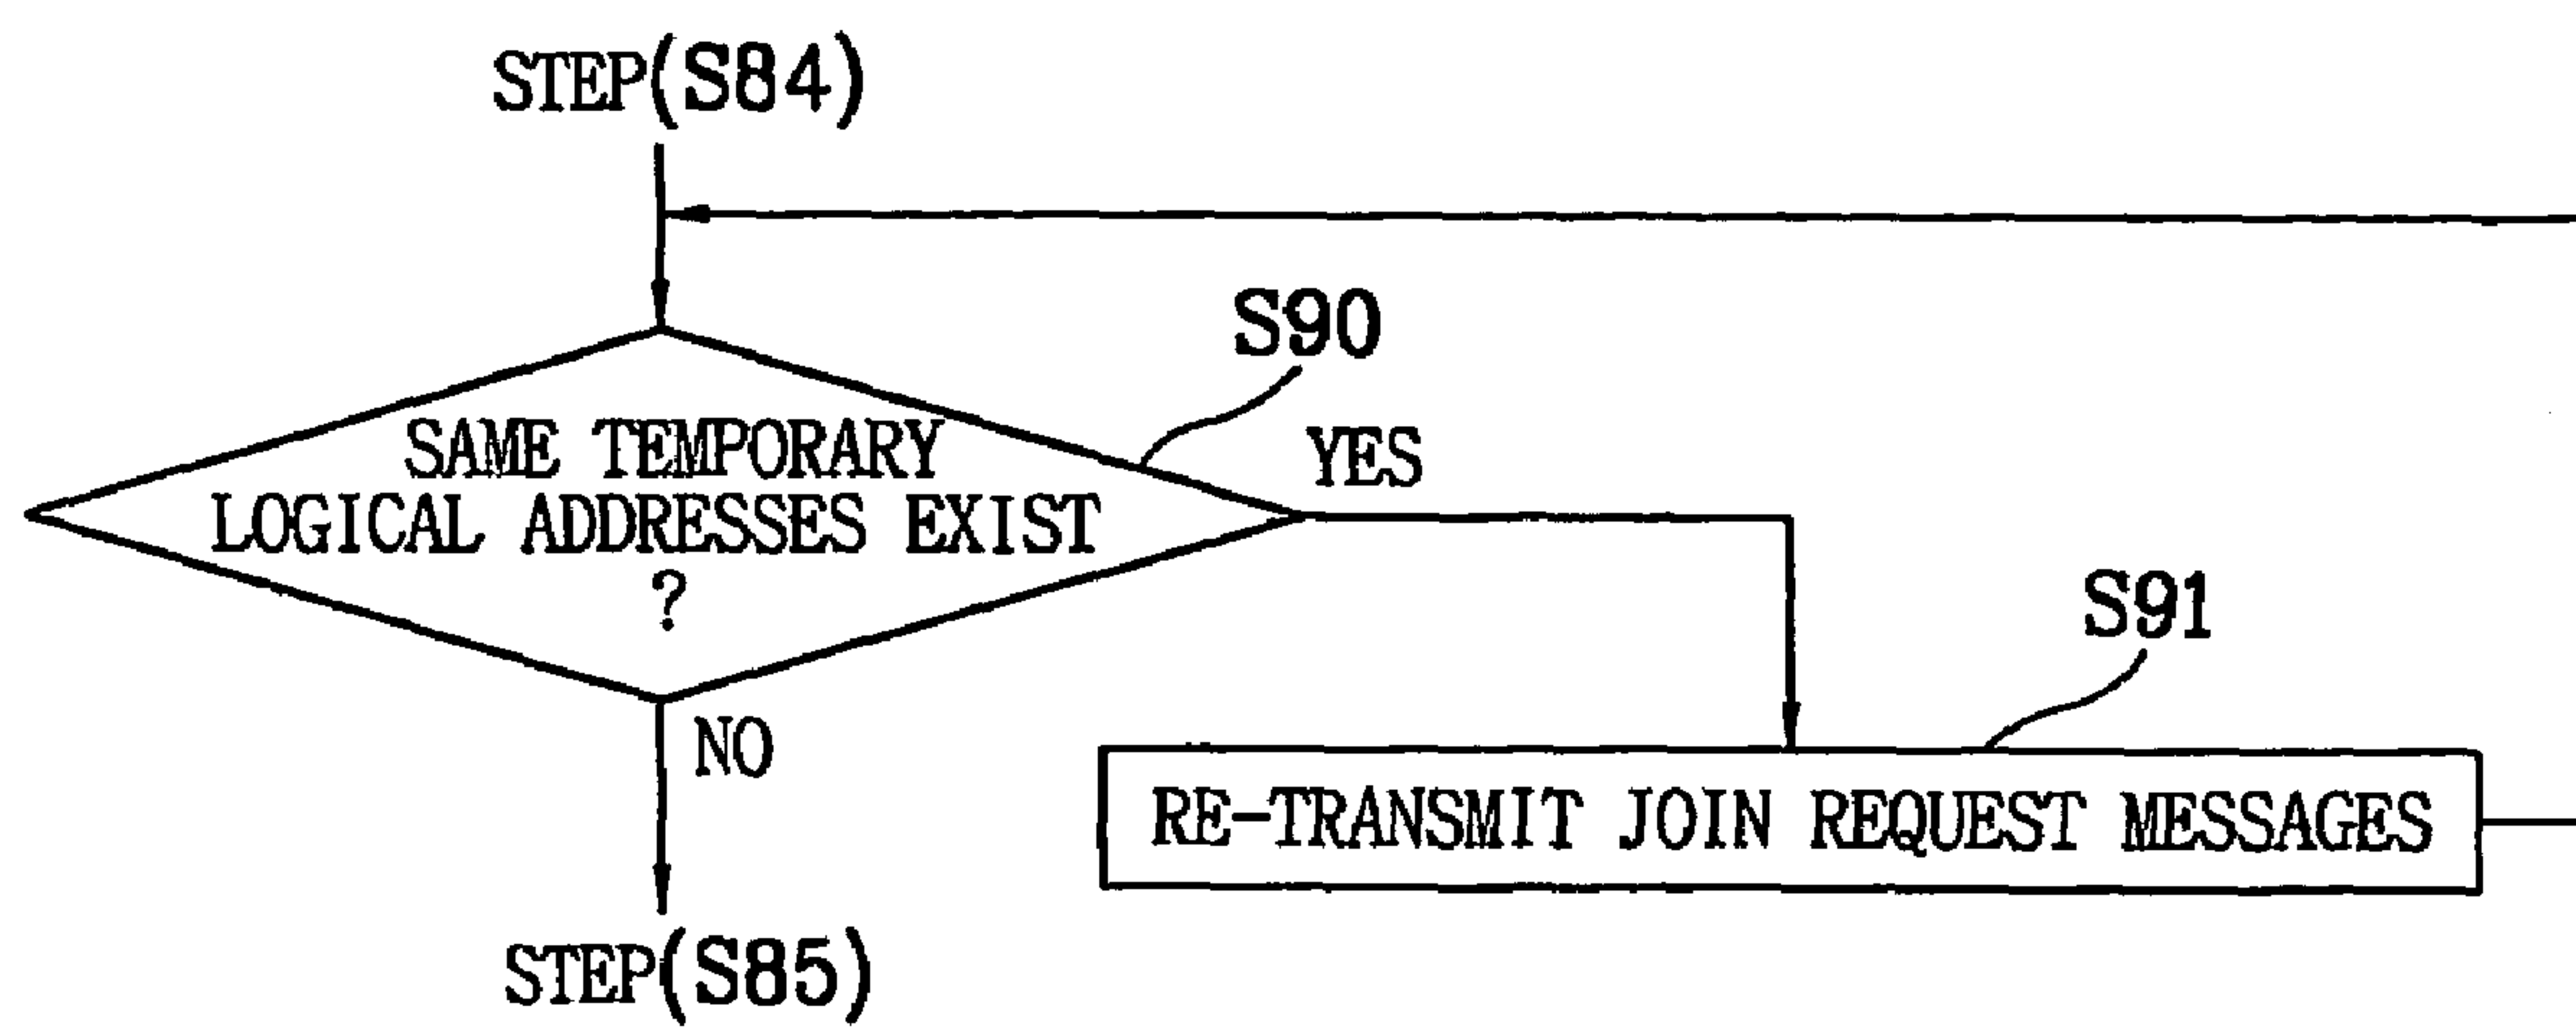 STEP(S84)
S90
SAME TEMPORARY
LOGICAL ADDRESSES EXIST
?
YES
NO
S91
RE-TRANSMIT JOIN REQUEST MESSAGES
STEP(S85)